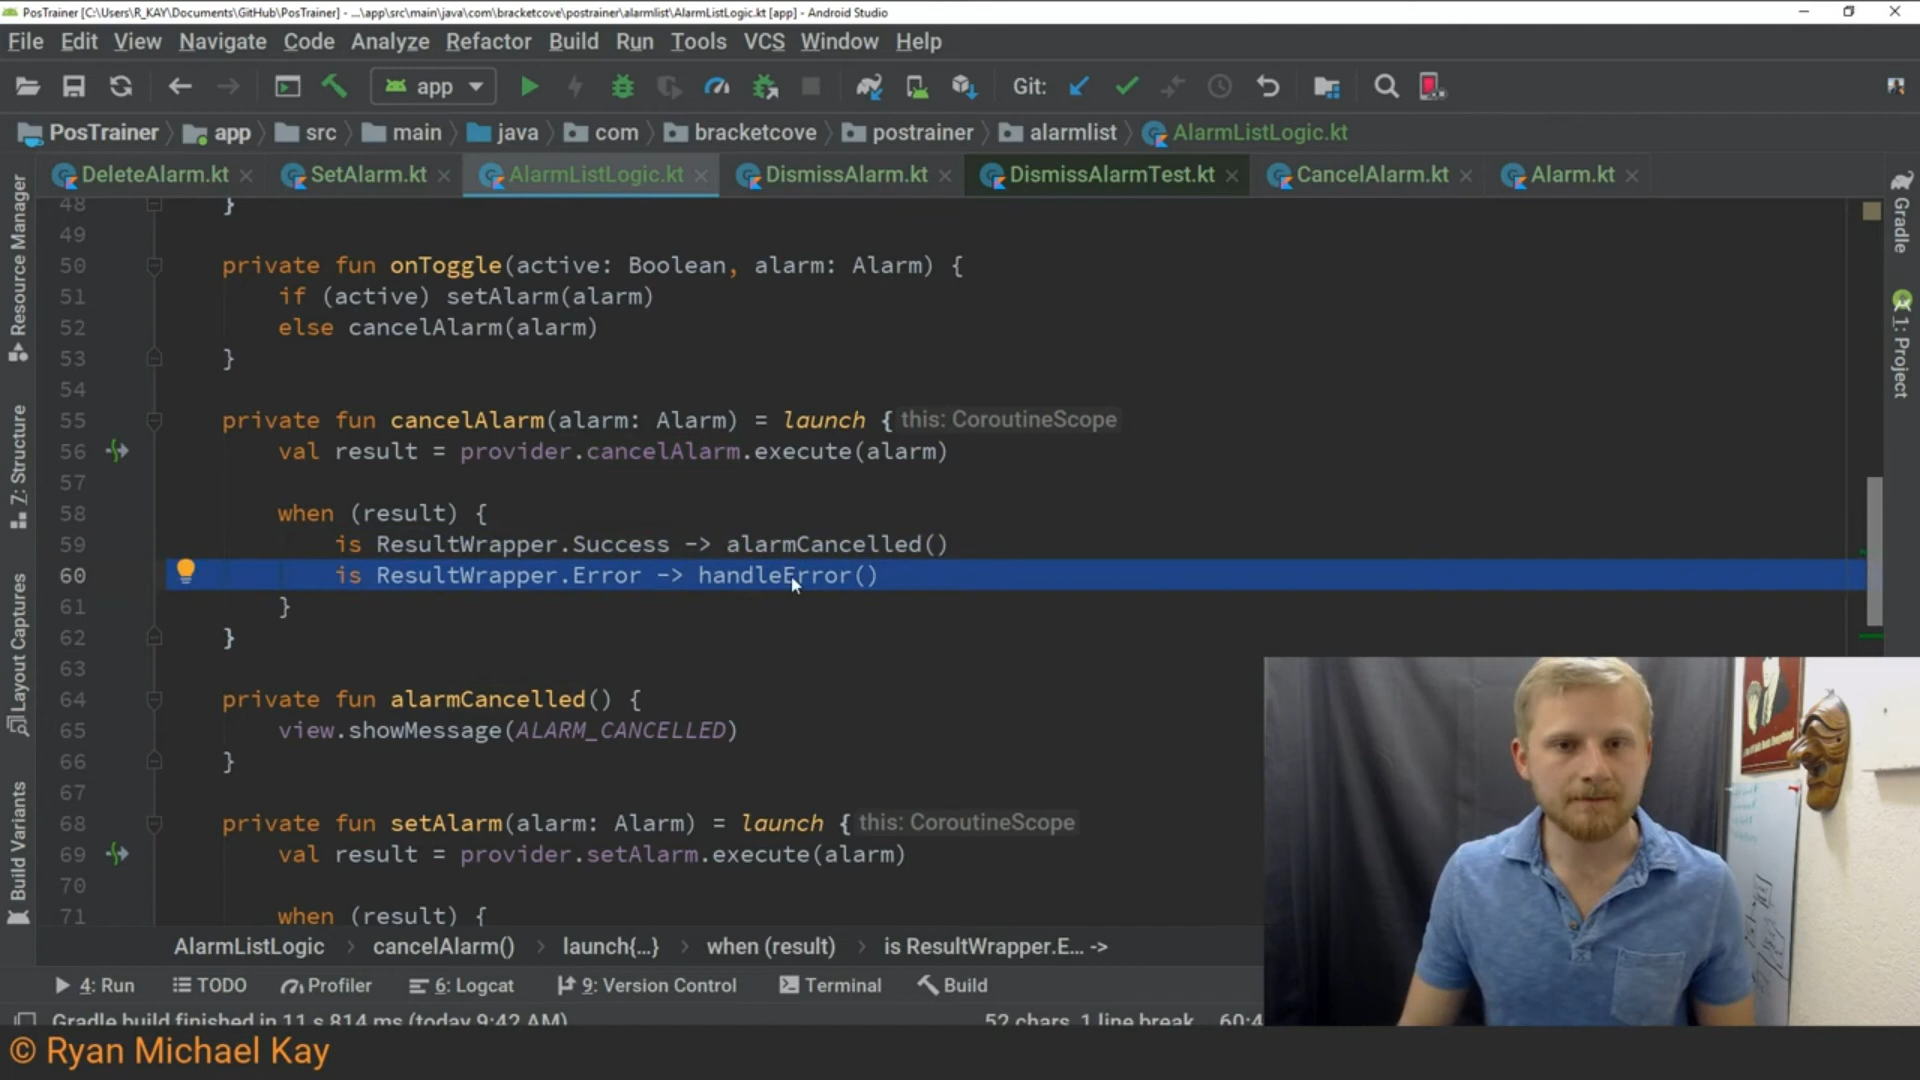 PosTrainer [C:\Users\R_KAY\Documents\GitHub\PosTrainer] - ...\app\src\main\java\com\bracketcove\postrainer\alarmlist\AlarmListLogic.kt [app] - Android Studio
File Edit View Navigate Code Analyze Refactor Build Run Tools VCS Window Help
app Git:
PosTrainer app src main java com bracketcove postrainer alarmlist AlarmListLogic.kt
DeleteAlarm.kt SetAlarm.kt AlarmListLogic.kt DismissAlarm.kt DismissAlarmTest.kt CancelAlarm.kt Alarm.kt
Resource Manager
7: Structure
Layout Captures
Build Variants
48 }
49
50 private fun onToggle(active: Boolean, alarm: Alarm) {
51 if (active) setAlarm(alarm)
52 else cancelAlarm(alarm)
53 }
54
55 private fun cancelAlarm(alarm: Alarm) = launch { this: CoroutineScope
56 val result = provider.cancelAlarm.execute(alarm)
57
58 when (result) {
59 is ResultWrapper.Success -> alarmCancelled()
60 is ResultWrapper.Error -> handleError()
61 }
62 }
63
64 private fun alarmCancelled() {
65 view.showMessage(ALARM_CANCELLED)
66 }
67
68 private fun setAlarm(alarm: Alarm) = launch { this: CoroutineScope
69 val result = provider.setAlarm.execute(alarm)
70
71 when (result) {
Gradle
1: Project
AlarmListLogic cancelAlarm() launch{...} when (result) is ResultWrapper.E... ->
4: Run TODO Profiler 6: Logcat 9: Version Control Terminal Build
Gradle build finished in 11 s 814 ms (today 9:42 AM) 52 chars, 1 line break 60:4
© Ryan Michael Kay